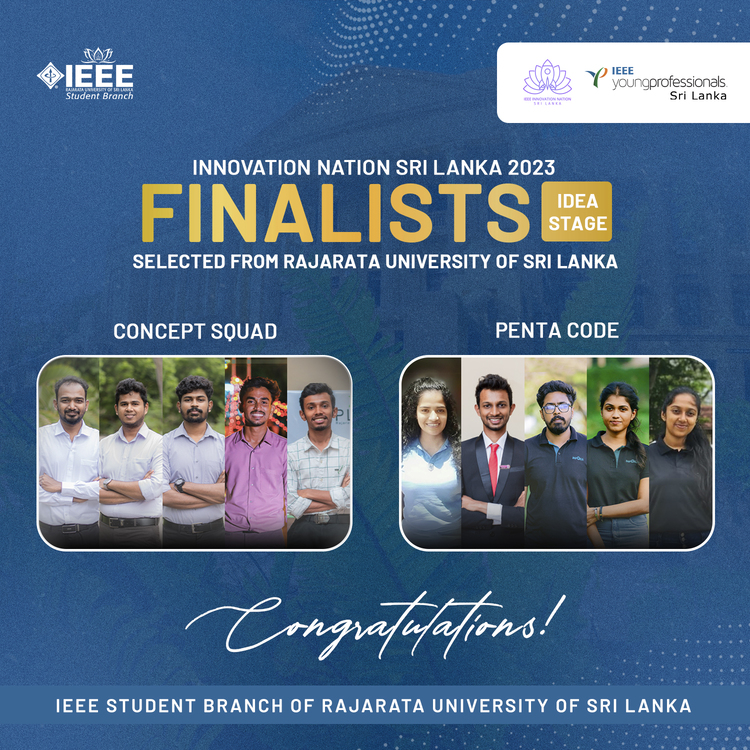 IEEE
RAJARATA UNIVERSITY OF SRI LANKA
Student Branch
IEEE INNOVATION NATION
SRI LANKA
IEEE
youngprofessionals
Sri Lanka
INNOVATION NATION SRI LANKA 2023
FINALISTS
IDEA
STAGE
SELECTED FROM RAJARATA UNIVERSITY OF SRI LANKA
CONCEPT SQUAD
PENTA CODE
Congratulations!
IEEE STUDENT BRANCH OF RAJARATA UNIVERSITY OF SRI LANKA